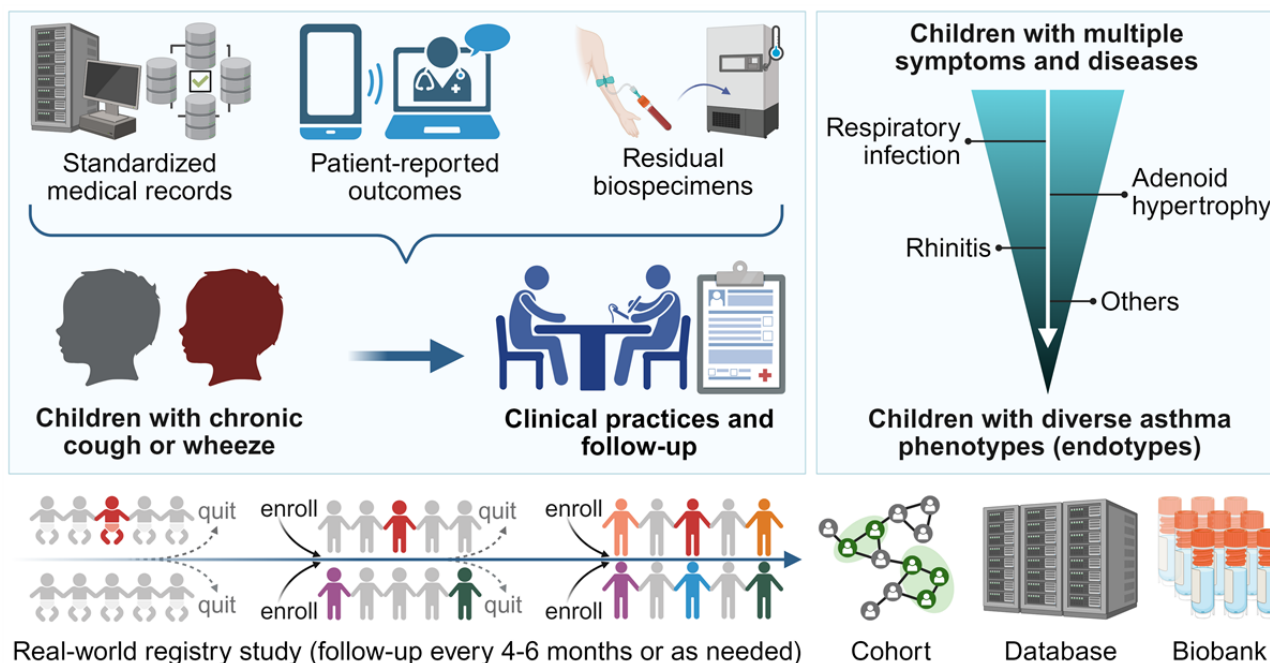 Standardized
medical records
Patient-reported
outcomes
Residual
biospecimens
Children with chronic
cough or wheeze
Clinical practices and
follow-up
Children with multiple
symptoms and diseases
Respiratory
infection
Adenoid
hypertrophy
Rhinitis
Others
Children with diverse asthma
phenotypes (endotypes)
quit
enroll
quit
enroll
quit
enroll
quit
enroll
Real-world registry study (follow-up every 4-6 months or as needed)
Cohort
Database
Biobank